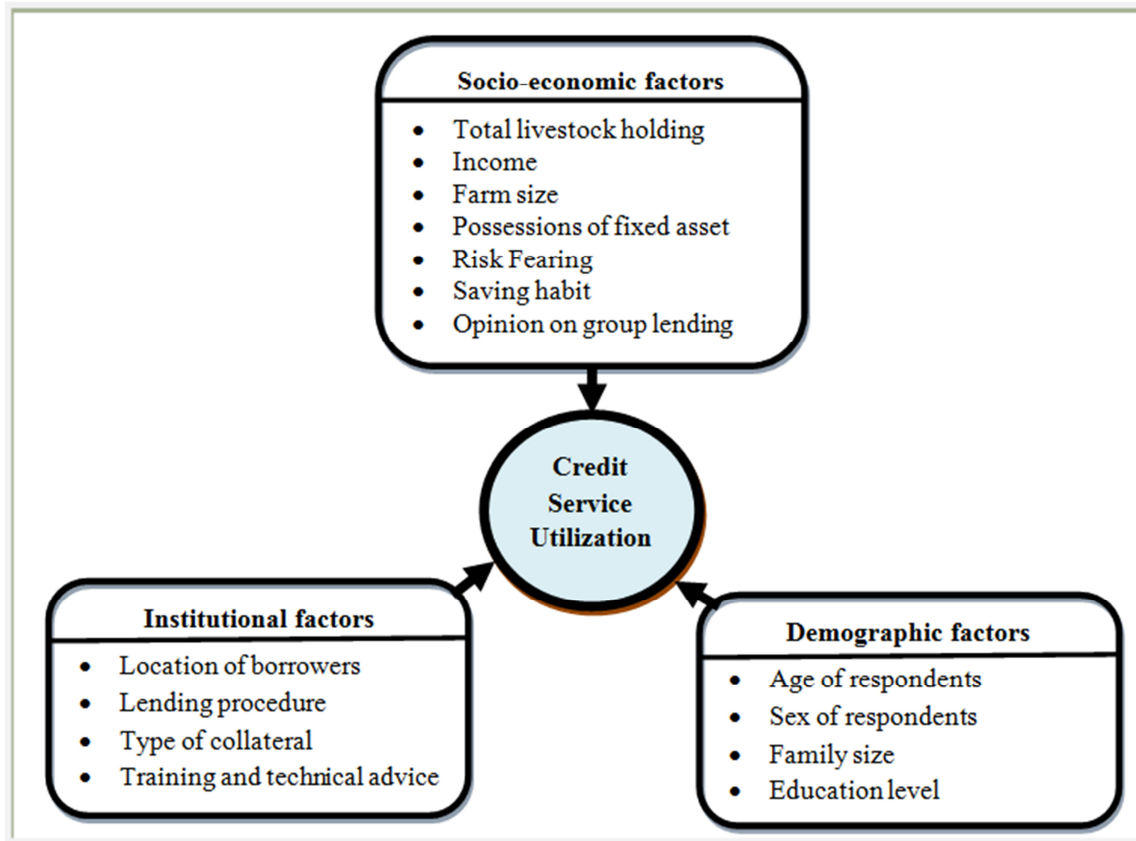 Socio-economic factors
• Total livestock holding
• Income
• Farm size
• Possessions of fixed asset
• Risk Fearing
• Saving habit
• Opinion on group lending
Credit
Service
Utilization
Institutional factors
• Location of borrowers
• Lending procedure
• Type of collateral
• Training and technical advice
Demographic factors
• Age of respondents
• Sex of respondents
• Family size
• Education level